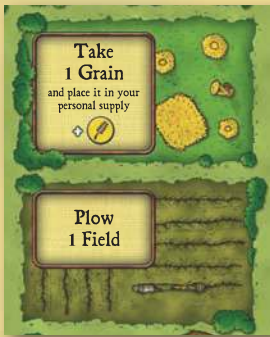 Take
1 Grain
and place it in your
personal supply
+
Plow
1 Field